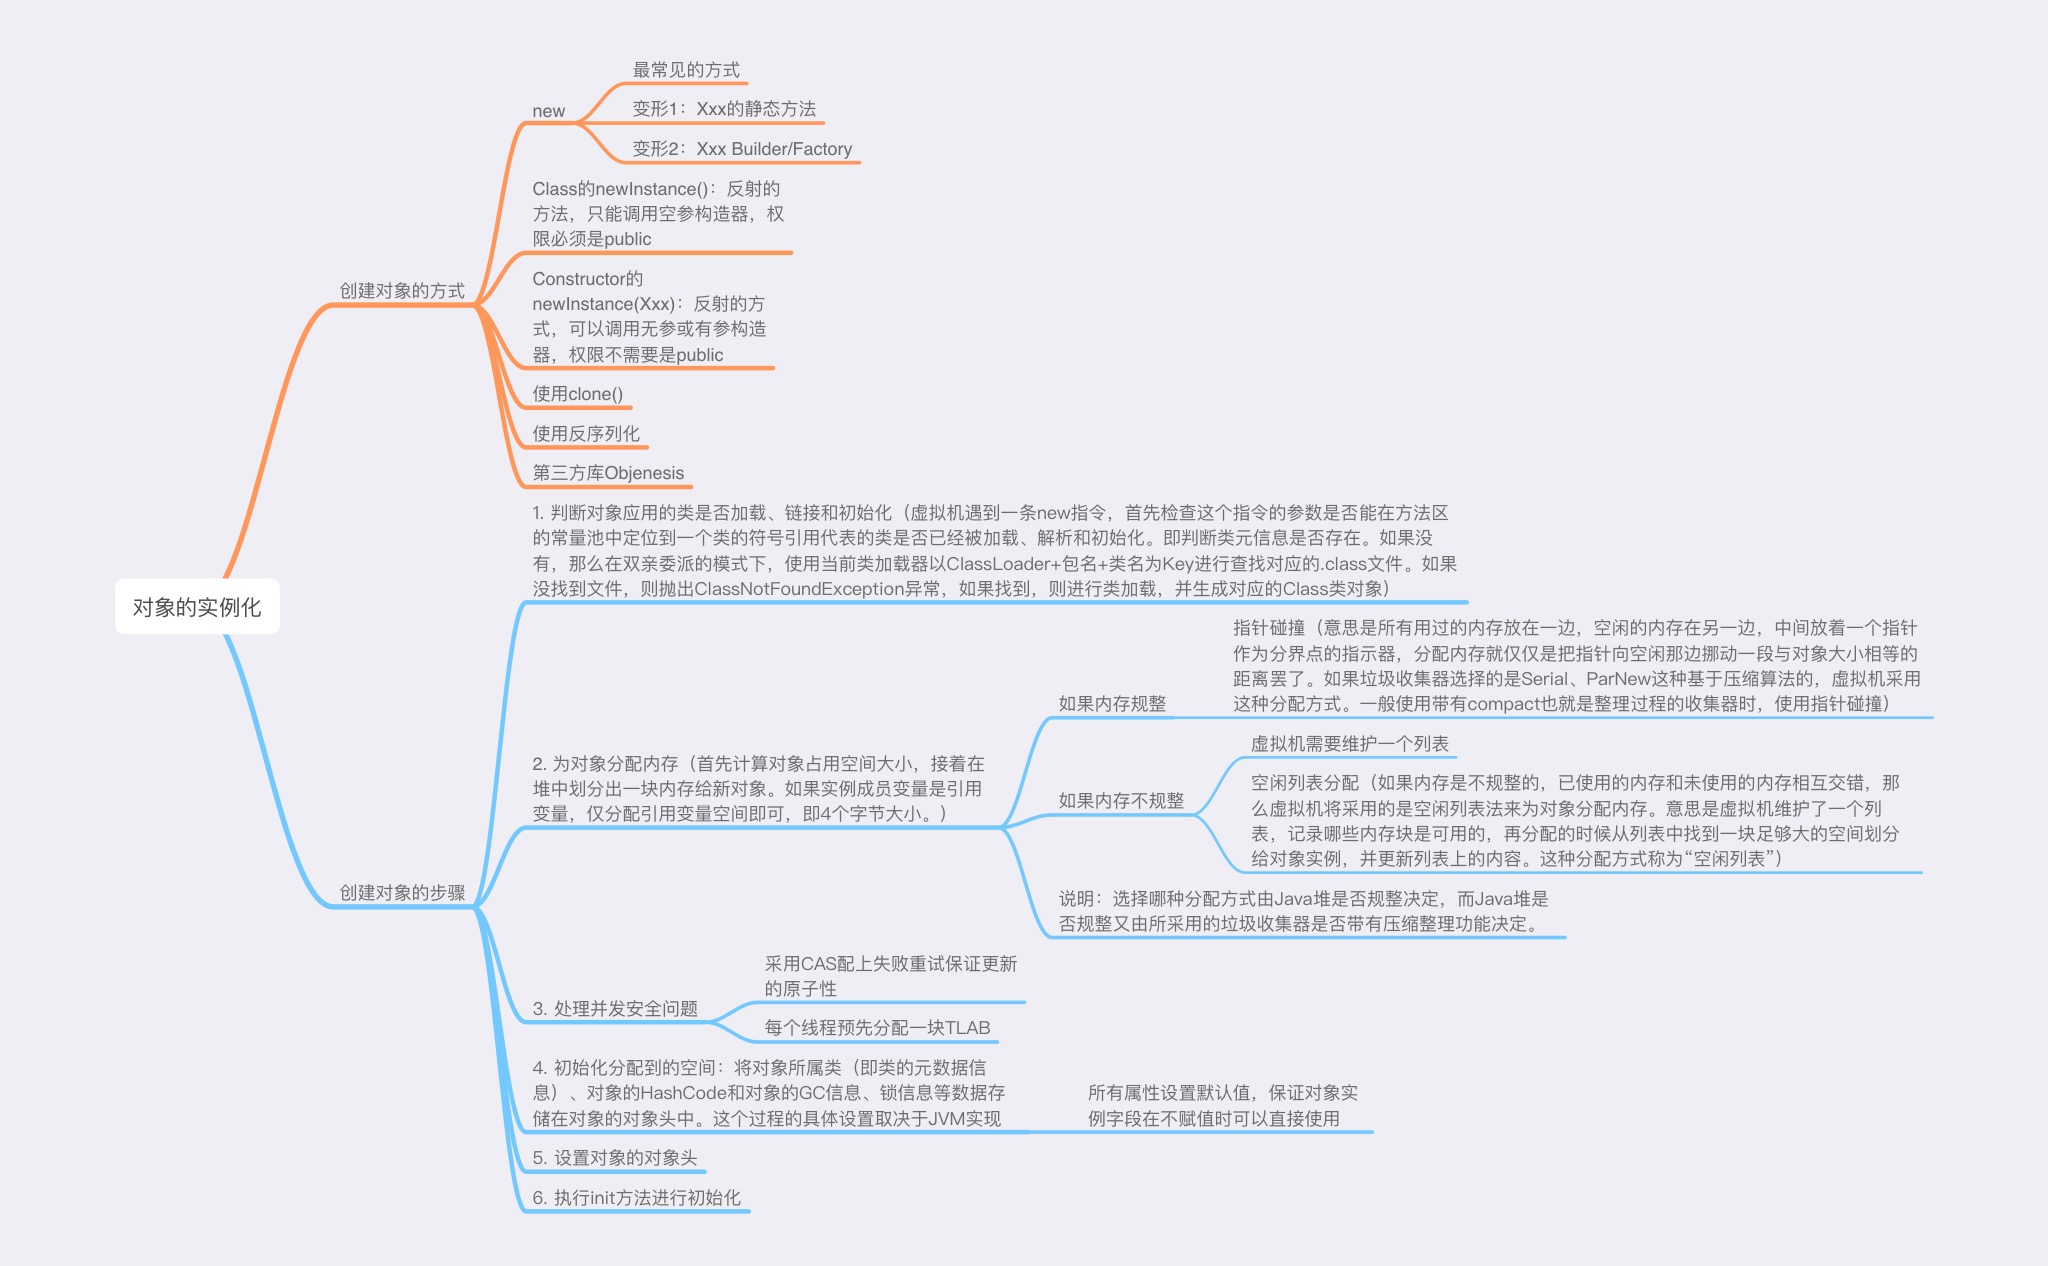 对象的实例化
创建对象的方式
new
最常见的方式
变形1：Xxx的静态方法
变形2：Xxx Builder/Factory
Class的newInstance()：反射的
方法，只能调用空参构造器，权
限必须是public
Constructor的
newInstance(Xxx)：反射的方
式，可以调用无参或有参构造
器，权限不需要是public
使用clone()
使用反序列化
第三方库Objenesis
创建对象的步骤
1. 判断对象应用的类是否加载、链接和初始化（虚拟机遇到一条new指令，首先检查这个指令的参数是否能在方法区
的常量池中定位到一个类的符号引用代表的类是否已经被加载、解析和初始化。即判断类元信息是否存在。如果没
有，那么在双亲委派的模式下，使用当前类加载器以ClassLoader+包名+类名为Key进行查找对应的.class文件。如果
没找到文件，则抛出ClassNotFoundException异常，如果找到，则进行类加载，并生成对应的Class类对象）
2. 为对象分配内存（首先计算对象占用空间大小，接着在
堆中划分出一块内存给新对象。如果实例成员变量是引用
变量，仅分配引用变量空间即可，即4个字节大小。）
如果内存规整
指针碰撞（意思是所有用过的内存放在一边，空闲的内存在另一边，中间放着一个指针
作为分界点的指示器，分配内存就仅仅是把指针向空闲那边挪动一段与对象大小相等的
距离罢了。如果垃圾收集器选择的是Serial、ParNew这种基于压缩算法的，虚拟机采用
这种分配方式。一般使用带有compact也就是整理过程的收集器时，使用指针碰撞）
如果内存不规整
虚拟机需要维护一个列表
空闲列表分配（如果内存是不规整的，已使用的内存和未使用的内存相互交错，那
么虚拟机将采用的是空闲列表法来为对象分配内存。意思是虚拟机维护了一个列
表，记录哪些内存块是可用的，再分配的时候从列表中找到一块足够大的空间划分
给对象实例，并更新列表上的内容。这种分配方式称为“空闲列表”）
说明：选择哪种分配方式由Java堆是否规整决定，而Java堆是
否规整又由所采用的垃圾收集器是否带有压缩整理功能决定。
3. 处理并发安全问题
采用CAS配上失败重试保证更新
的原子性
每个线程预先分配一块TLAB
4. 初始化分配到的空间：将对象所属类（即类的元数据信
息）、对象的HashCode和对象的GC信息、锁信息等数据存
储在对象的对象头中。这个过程的具体设置取决于JVM实现
所有属性设置默认值，保证对象实
例字段在不赋值时可以直接使用
5. 设置对象的对象头
6. 执行init方法进行初始化